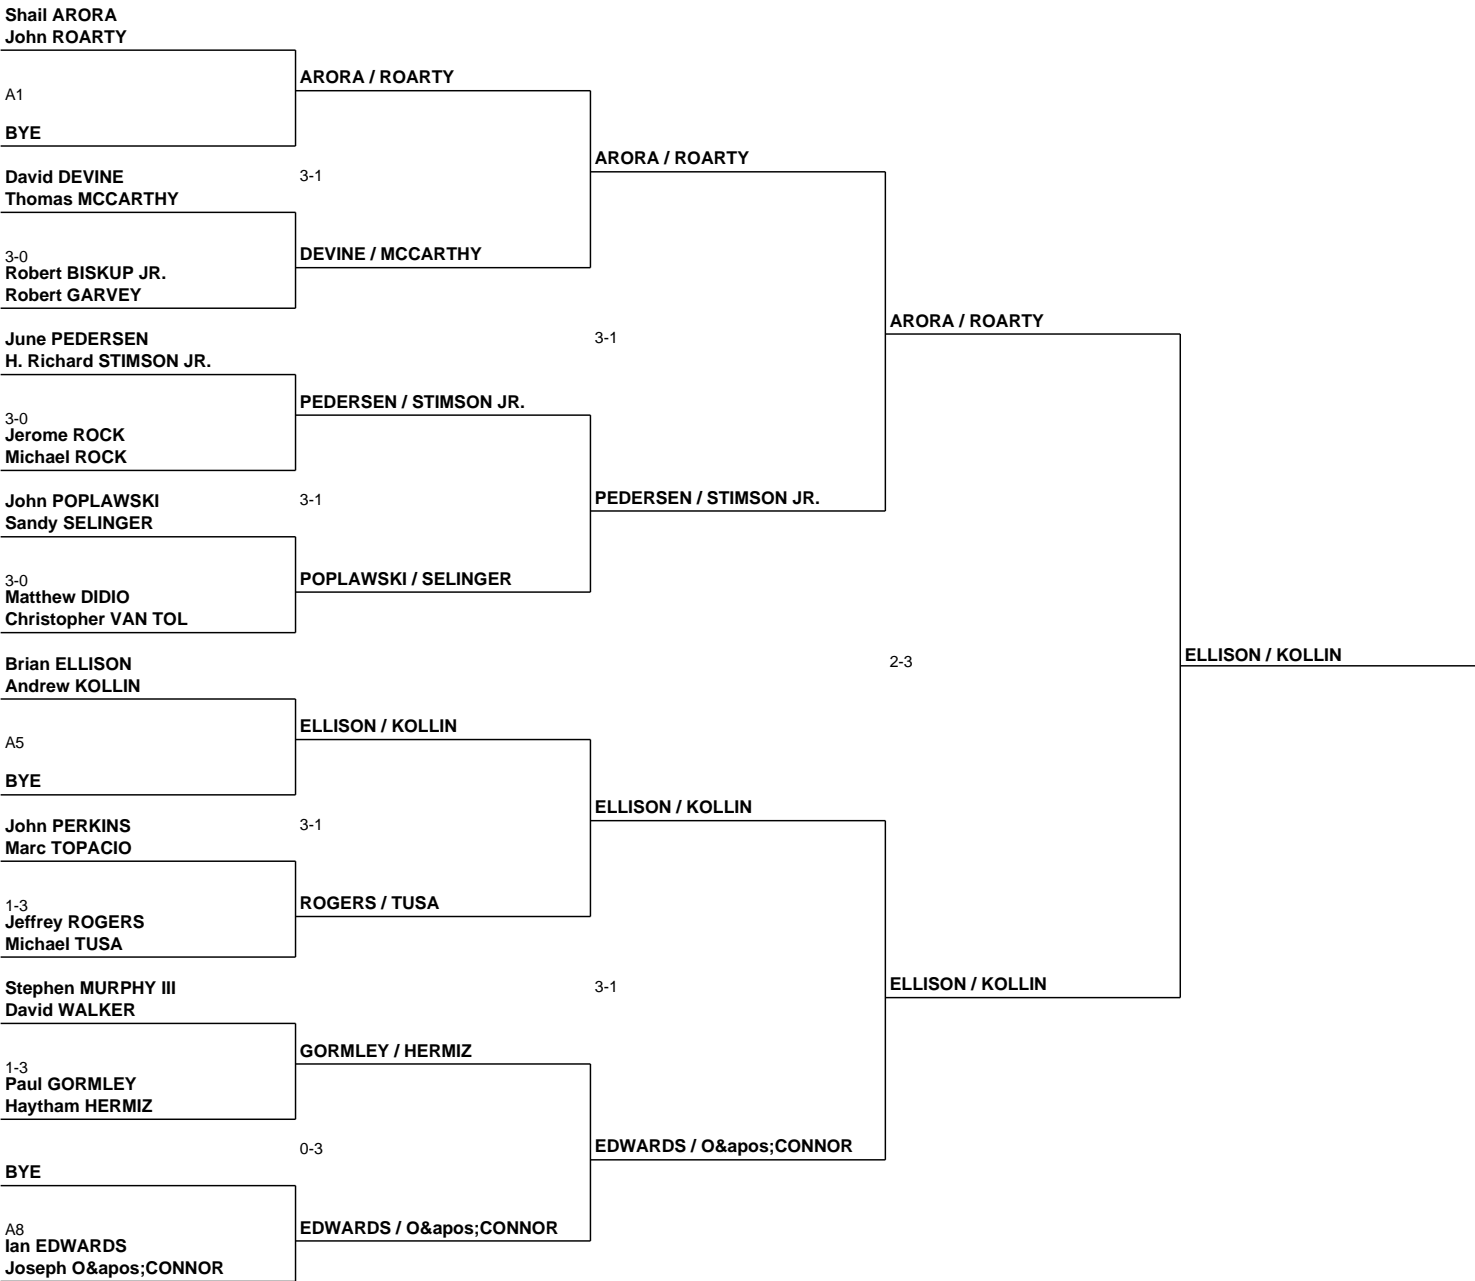 Shail ARORA
John ROARTY
ARORA / ROARTY
A1
BYE
ARORA / ROARTY
David DEVINE
3-1
Thomas MCCARTHY
3-0
DEVINE / MCCARTHY
Robert BISKUP JR.
Robert GARVEY
ARORA / ROARTY
June PEDERSEN
3-1
H. Richard STIMSON JR.
PEDERSEN / STIMSON JR.
3-0
Jerome ROCK
Michael ROCK
John POPLAWSKI
3-1
PEDERSEN / STIMSON JR.
Sandy SELINGER
3-0
POPLAWSKI / SELINGER
Matthew DIDIO
Christopher VAN TOL
Brian ELLISON
2-3
ELLISON / KOLLIN
Andrew KOLLIN
ELLISON / KOLLIN
A5
BYE
ELLISON / KOLLIN
John PERKINS
3-1
Marc TOPACIO
1-3
ROGERS / TUSA
Jeffrey ROGERS
Michael TUSA
Stephen MURPHY III
3-1
ELLISON / KOLLIN
David WALKER
GORMLEY / HERMIZ
1-3
Paul GORMLEY
Haytham HERMIZ
0-3
EDWARDS / O&amp;apos;CONNOR
BYE
A8
EDWARDS / O&amp;apos;CONNOR
Ian EDWARDS
Joseph O&amp;apos;CONNOR